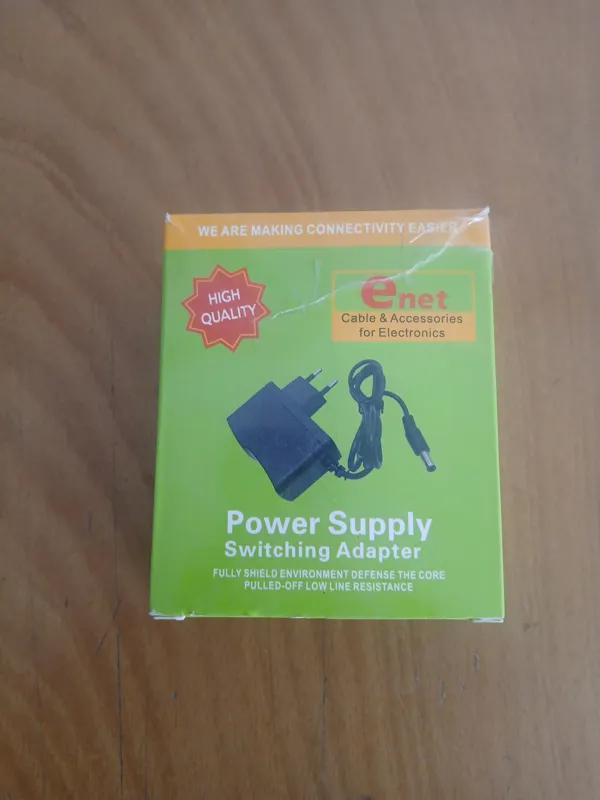 WE ARE MAKING CONNECTIVITY EASIER
HIGH
QUALITY
enet
Cable & Accessories
for Electronics
Power Supply
Switching Adapter
FULLY SHIELD ENVIRONMENT DEFENSE THE CORE
PULLED-OFF LOW LINE RESISTANCE